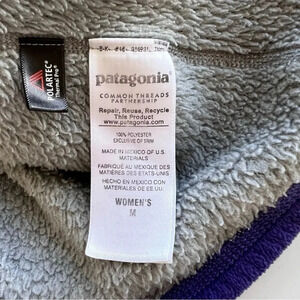 POLARTEC®
Thermal Pro®
patagonia®
COMMON THREADS
PARTNERSHIP
Repair, Reuse, Recycle
This Product
www.patagonia.com
100% POLYESTER
EXCLUSIVE OF TRIM
MADE IN MEXICO OF U.S.
MATERIALS
FABRIQUÉ AU MEXIQUE DES
MATIÈRES DES ETATS-UNIS
HECHO EN MEXICO CON
MATERIALES DE EE.UU.
WOMEN'S
M